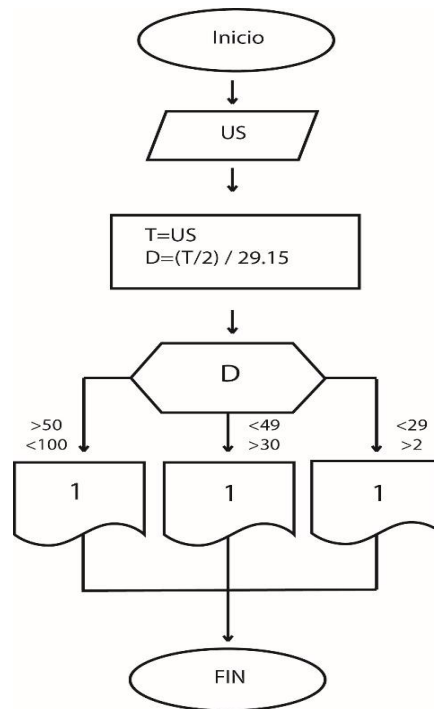 Inicio
US
T=US
D=(T/2) / 29.15
D
>50
<100
<49
>30
<29
>2
1
1
1
FIN